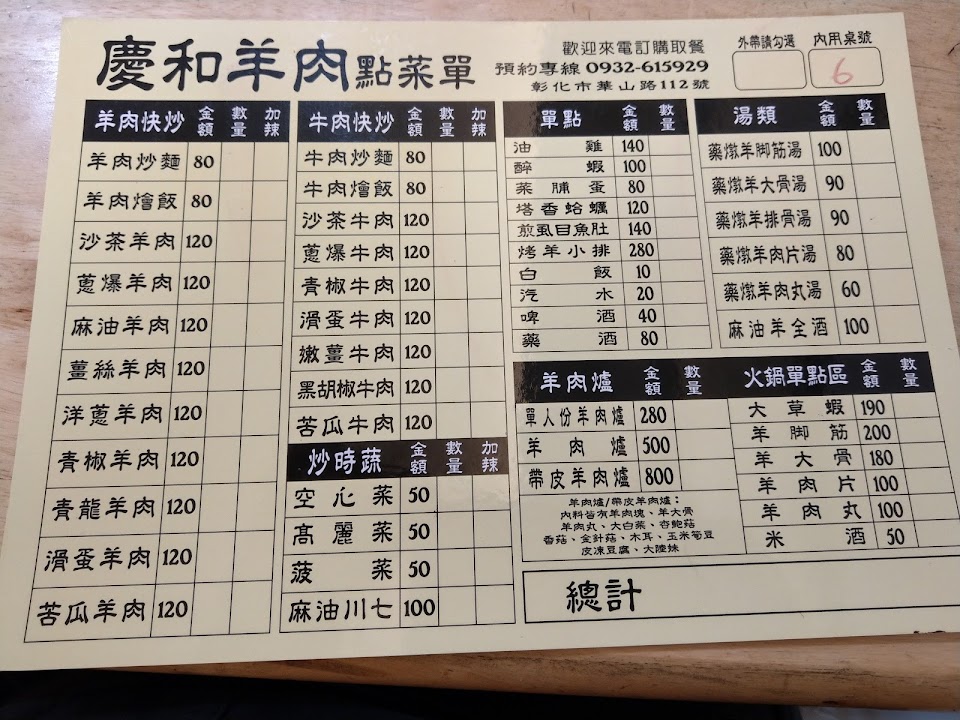 慶和羊肉點菜單
歡迎來電訂購取餐
預約專線 0932-615929
彰化市華山路112號
外帶請勾選
內用桌號
6
羊肉快炒 金額 數量 加辣
羊肉炒麵 80
羊肉燴飯 80
沙茶羊肉 120
蔥爆羊肉 120
麻油羊肉 120
薑絲羊肉 120
洋蔥羊肉 120
青椒羊肉 120
青龍羊肉 120
滑蛋羊肉 120
苦瓜羊肉 120
牛肉快炒 金額 數量 加辣
牛肉炒麵 80
牛肉燴飯 80
沙茶牛肉 120
蔥爆牛肉 120
青椒牛肉 120
滑蛋牛肉 120
嫩薑牛肉 120
黑胡椒牛肉 120
苦瓜牛肉 120
炒時蔬 金額 數量 加辣
空心菜 50
高麗菜 50
菠菜 50
麻油川七 100
單點 金額 數量
油雞 140
醉蝦 100
菜脯蛋 80
塔香蛤蠣 120
煎虱目魚肚 140
烤羊小排 280
白飯 10
汽水 20
啤酒 40
藥酒 80
湯類 金額 數量
藥燉羊脚筋湯 100
藥燉羊大骨湯 90
藥燉羊排骨湯 90
藥燉羊肉片湯 80
藥燉羊肉丸湯 60
麻油羊全酒 100
羊肉爐 金額 數量
單人份羊肉爐 280
羊肉爐 500
帶皮羊肉爐 800
羊肉爐/帶皮羊肉爐：
內料皆有羊肉塊、羊大骨
羊肉丸、大白菜、杏鮑菇
香菇、金針菇、木耳、玉米筍豆
皮凍豆腐、大陸妹
火鍋單點區 金額 數量
大草蝦 190
羊脚筋 200
羊大骨 180
羊肉片 100
羊肉丸 100
米酒 50
總計